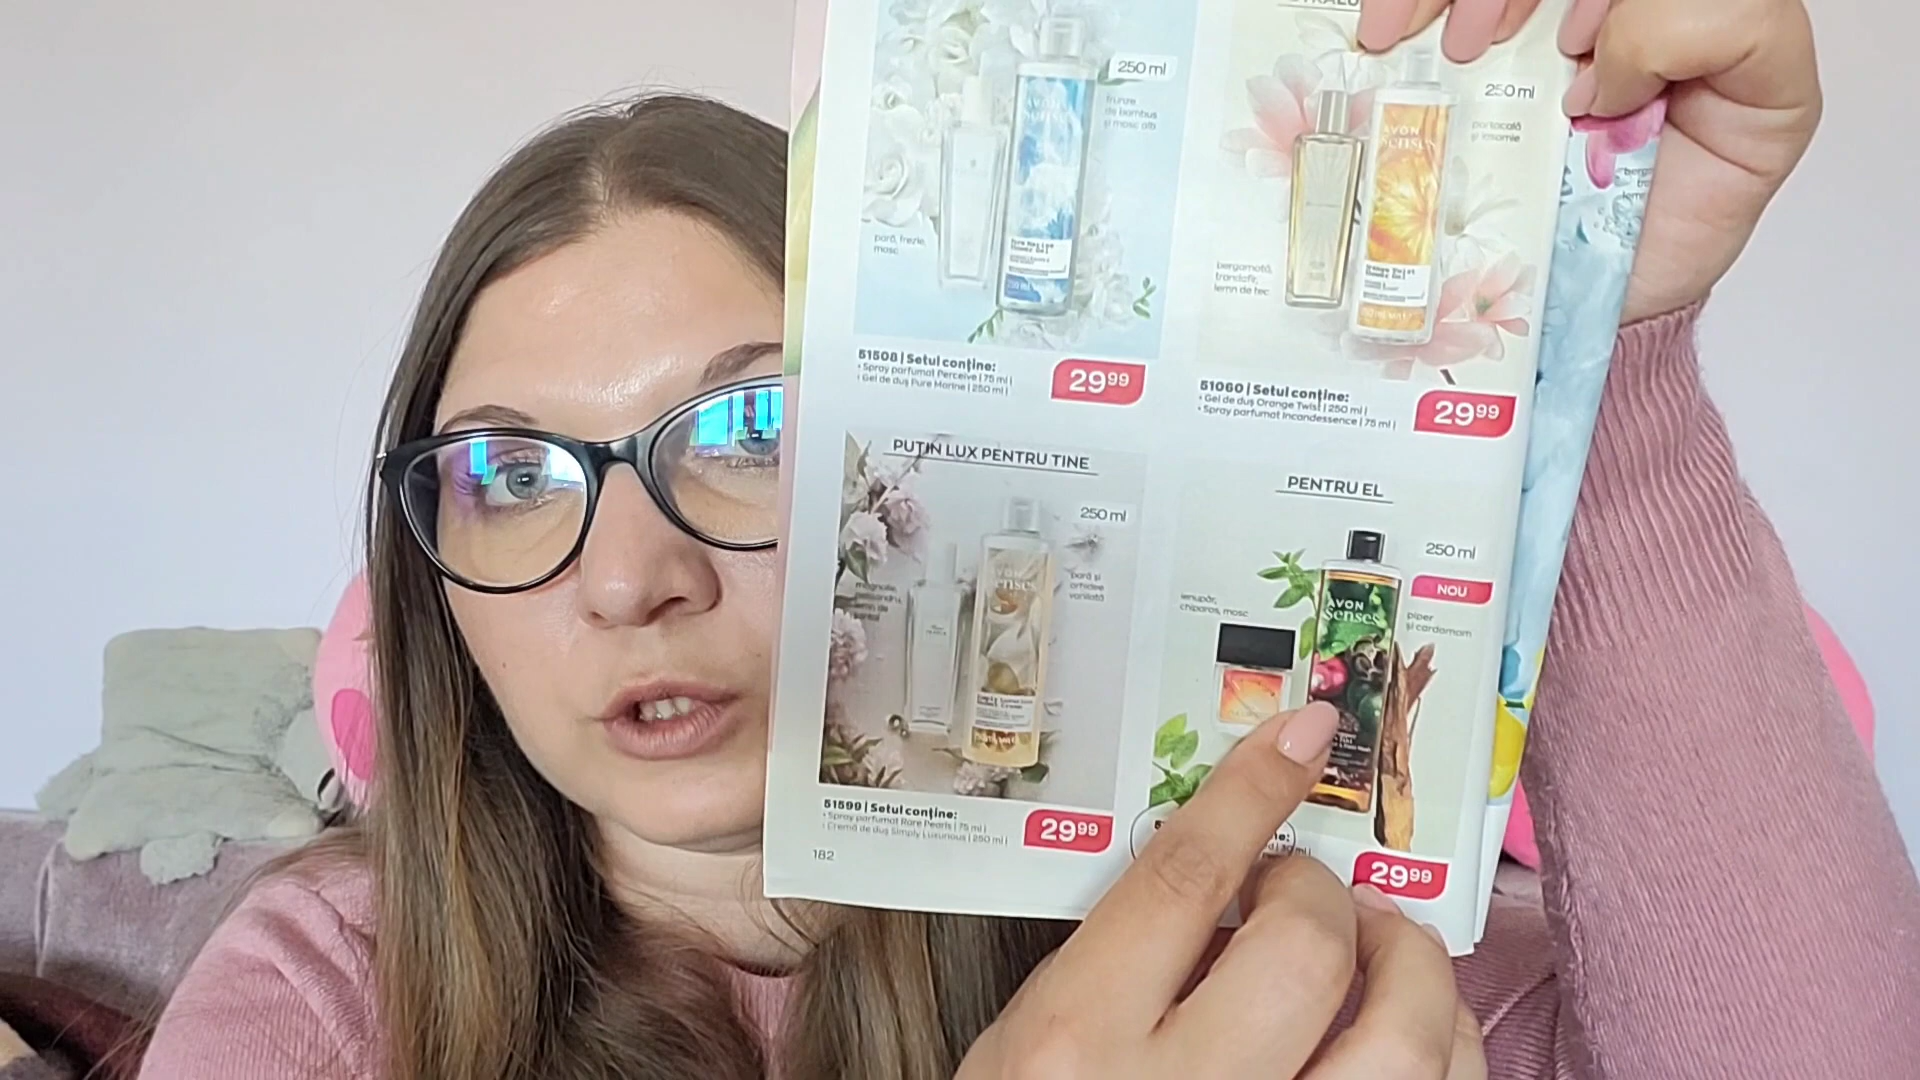 250 ml
frunze
de bambus
și mosc alb
AVON
Senses
pară, frezie,
mosc
51508 | Setul conține:
• Spray parfumat Perceive | 75 ml |
• Gel de duș Pure Marine | 250 ml |
29⁹⁹
250 ml
portocală
și iasomie
AVON
Senses
bergamotă,
trandafir,
lemn de tec
51060 | Setul conține:
• Gel de duș Orange Twist | 250 ml |
• Spray parfumat Incandessence | 75 ml |
29⁹⁹
PUȚIN LUX PENTRU TINE
250 ml
pară și
orhidee
vanilată
51599 | Setul conține:
• Spray parfumat Rare Pearls | 75 ml |
• Cremă de duș Simply Luxurious | 250 ml |
29⁹⁹
182
PENTRU EL
250 ml
NOU
ienupăr,
chiparos, mosc
AVON
Senses
piper
și cardamom
29⁹⁹